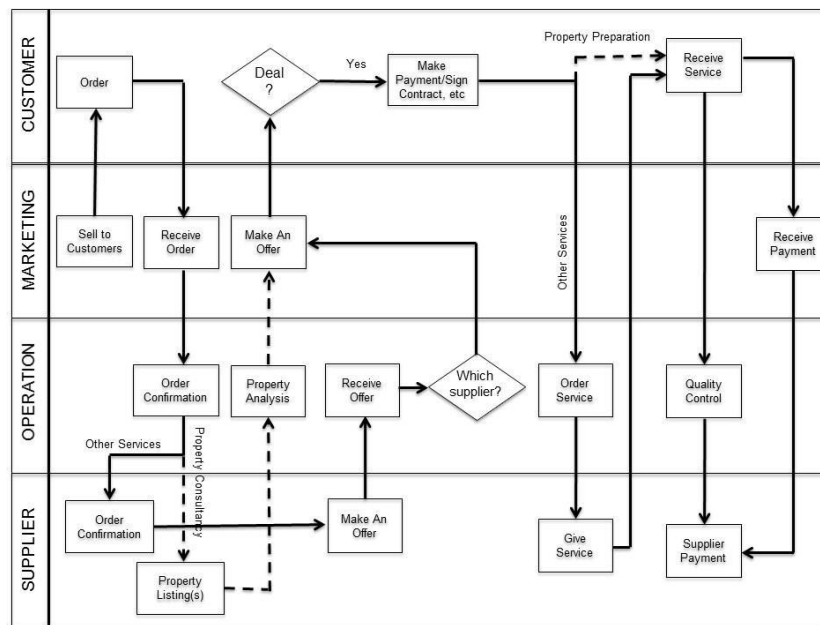 CUSTOMER
Order
Deal
?
Yes
Make
Payment/Sign
Contract, etc
Property Preparation
Receive
Service
MARKETING
Sell to
Customers
Receive
Order
Make An
Offer
Other Services
Receive
Payment
OPERATION
Order
Confirmation
Property
Analysis
Receive
Offer
Which
supplier?
Order
Service
Quality
Control
Other Services
Property Consultancy
SUPPLIER
Order
Confirmation
Property
Listing(s)
Make An
Offer
Give
Service
Supplier
Payment